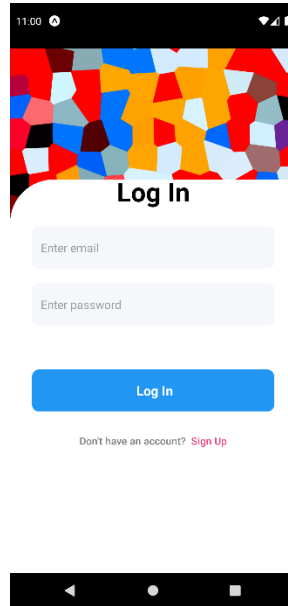 11:00
Log In
Enter email
Enter password
Log In
Don't have an account? Sign Up